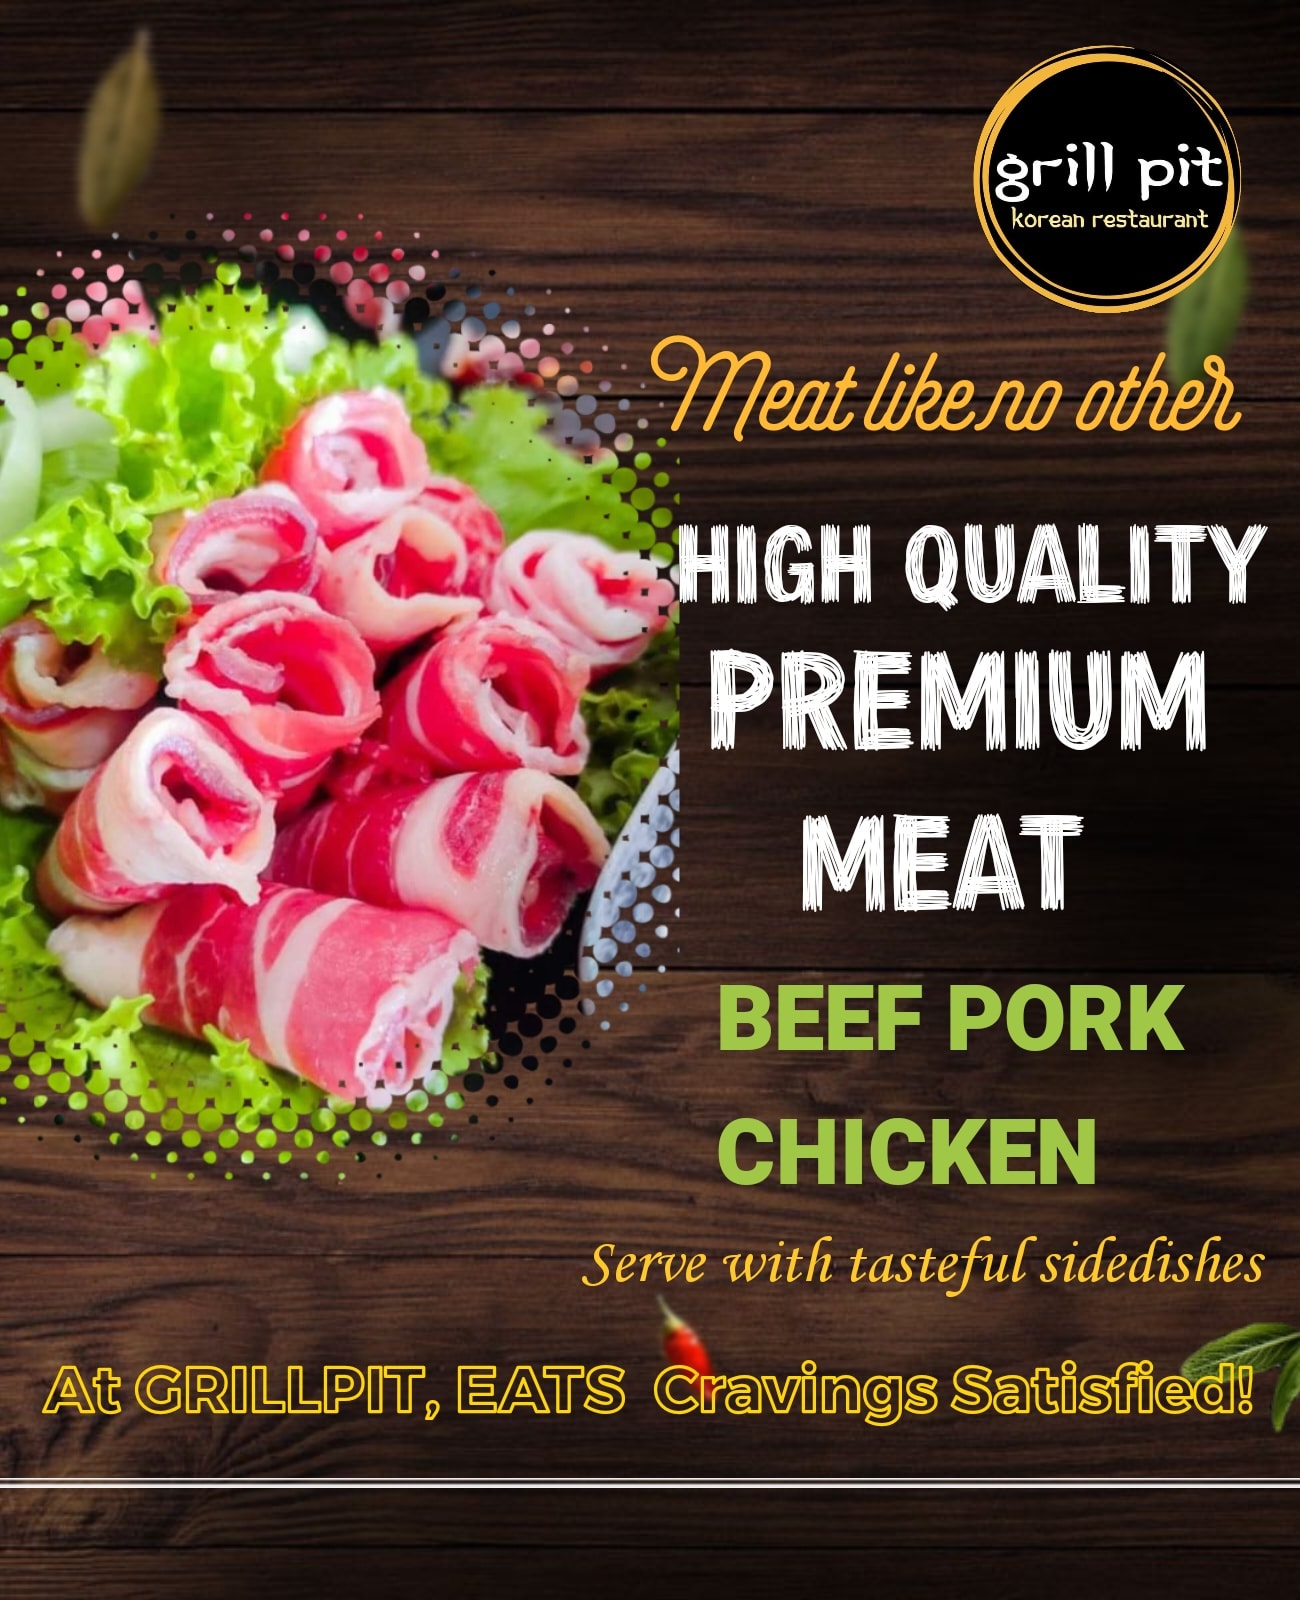 grill pit
korean restaurant
Meat like no other
HIGH QUALITY
PREMIUM
MEAT
BEEF PORK
CHICKEN
Serve with tasteful sidedishes
At GRILLPIT, EATS Cravings Satisfied!